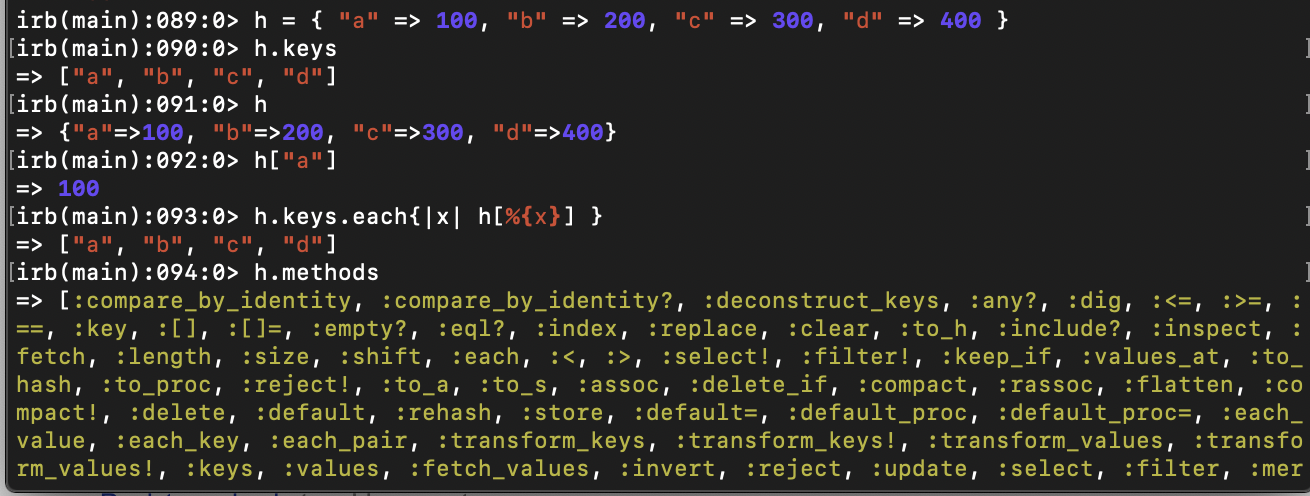 irb(main):089:0> h = { "a" => 100, "b" => 200, "c" => 300, "d" => 400 }
[irb(main):090:0> h.keys ]
=> ["a", "b", "c", "d"]
[irb(main):091:0> h ]
=> {"a"=>100, "b"=>200, "c"=>300, "d"=>400}
[irb(main):092:0> h["a"] ]
=> 100
[irb(main):093:0> h.keys.each{|x| h[%{x}] } ]
=> ["a", "b", "c", "d"]
[irb(main):094:0> h.methods ]
=> [:compare_by_identity, :compare_by_identity?, :deconstruct_keys, :any?, :dig, :<=, :>=, :
==, :key, :[], :[]=, :empty?, :eql?, :index, :replace, :clear, :to_h, :include?, :inspect, :
fetch, :length, :size, :shift, :each, :<, :>, :select!, :filter!, :keep_if, :values_at, :to_
hash, :to_proc, :reject!, :to_a, :to_s, :assoc, :delete_if, :compact, :rassoc, :flatten, :co
mpact!, :delete, :default, :rehash, :store, :default=, :default_proc, :default_proc=, :each_
value, :each_key, :each_pair, :transform_keys, :transform_keys!, :transform_values, :transfo
rm_values!, :keys, :values, :fetch_values, :invert, :reject, :update, :select, :filter, :mer